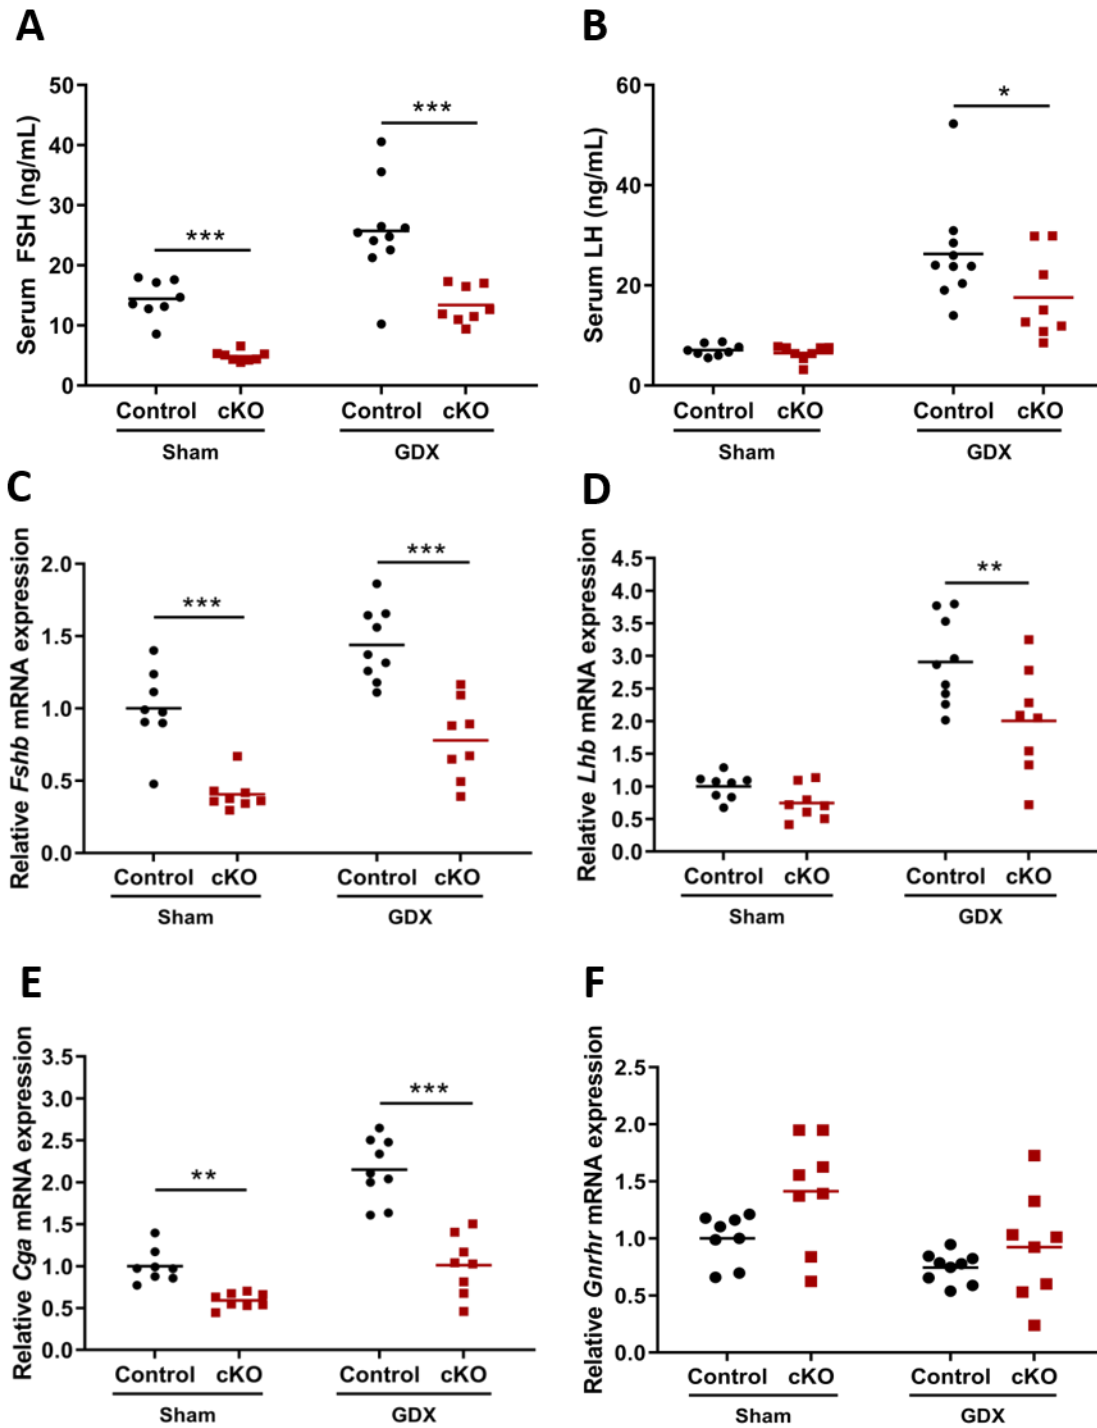 A
Serum FSH (ng/mL)
50
40
30
20
10
0
***
***
Control cKO Control cKO
Sham GDX
B
Serum LH (ng/mL)
60
40
20
0
*
Control cKO Control cKO
Sham GDX
C
Relative Fshb mRNA expression
2.0
1.5
1.0
0.5
0.0
***
***
Control cKO Control cKO
Sham GDX
D
Relative Lhb mRNA expression
4.5
4.0
3.5
3.0
2.5
2.0
1.5
1.0
0.5
0.0
**
Control cKO Control cKO
Sham GDX
E
Relative Cga mRNA expression
3.5
3.0
2.5
2.0
1.5
1.0
0.5
0.0
**
***
Control cKO Control cKO
Sham GDX
F
Relative Gnrhr mRNA expression
2.5
2.0
1.5
1.0
0.5
0.0
Control cKO Control cKO
Sham GDX